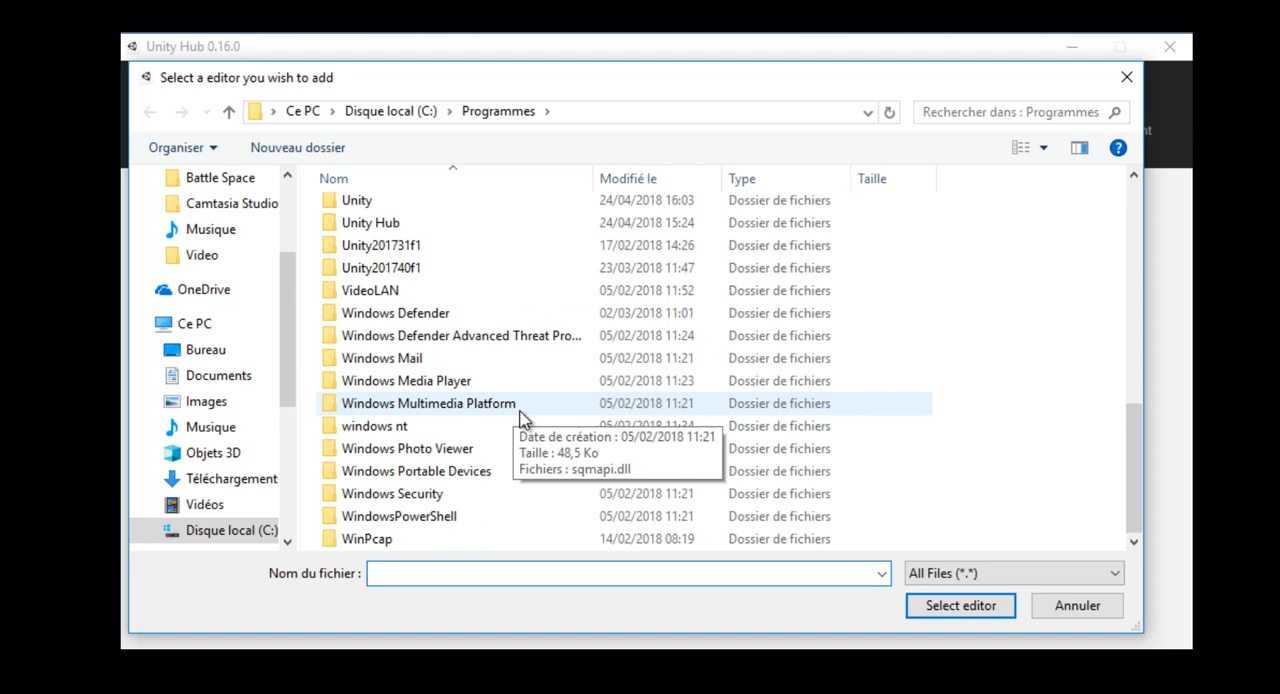 Unity Hub 0.16.0
Select a editor you wish to add
Ce PC > Disque local (C:) > Programmes >
Rechercher dans : Programmes
nt
Organiser
Nouveau dossier
Battle Space
Camtasia Studio
Musique
Video
OneDrive
Ce PC
Bureau
Documents
Images
Musique
Objets 3D
Téléchargement
Vidéos
Disque local (C:)
Nom Modifié le Type Taille
Unity 24/04/2018 16:03 Dossier de fichiers
Unity Hub 24/04/2018 15:24 Dossier de fichiers
Unity201731f1 17/02/2018 14:26 Dossier de fichiers
Unity201740f1 23/03/2018 11:47 Dossier de fichiers
VideoLAN 05/02/2018 11:52 Dossier de fichiers
Windows Defender 02/03/2018 11:01 Dossier de fichiers
Windows Defender Advanced Threat Pro... 05/02/2018 11:24 Dossier de fichiers
Windows Mail 05/02/2018 11:21 Dossier de fichiers
Windows Media Player 05/02/2018 11:23 Dossier de fichiers
Windows Multimedia Platform 05/02/2018 11:21 Dossier de fichiers
windows nt 05/02/2018 11:34 Dossier de fichiers
Windows Photo Viewer Dossier de fichiers
Windows Portable Devices Dossier de fichiers
Windows Security 05/02/2018 11:21 Dossier de fichiers
WindowsPowerShell 05/02/2018 11:21 Dossier de fichiers
WinPcap 14/02/2018 08:19 Dossier de fichiers
Date de création : 05/02/2018 11:21
Taille : 48,5 Ko
Fichiers : sqmapi.dll
Nom du fichier :
All Files (*.*)
Select editor
Annuler